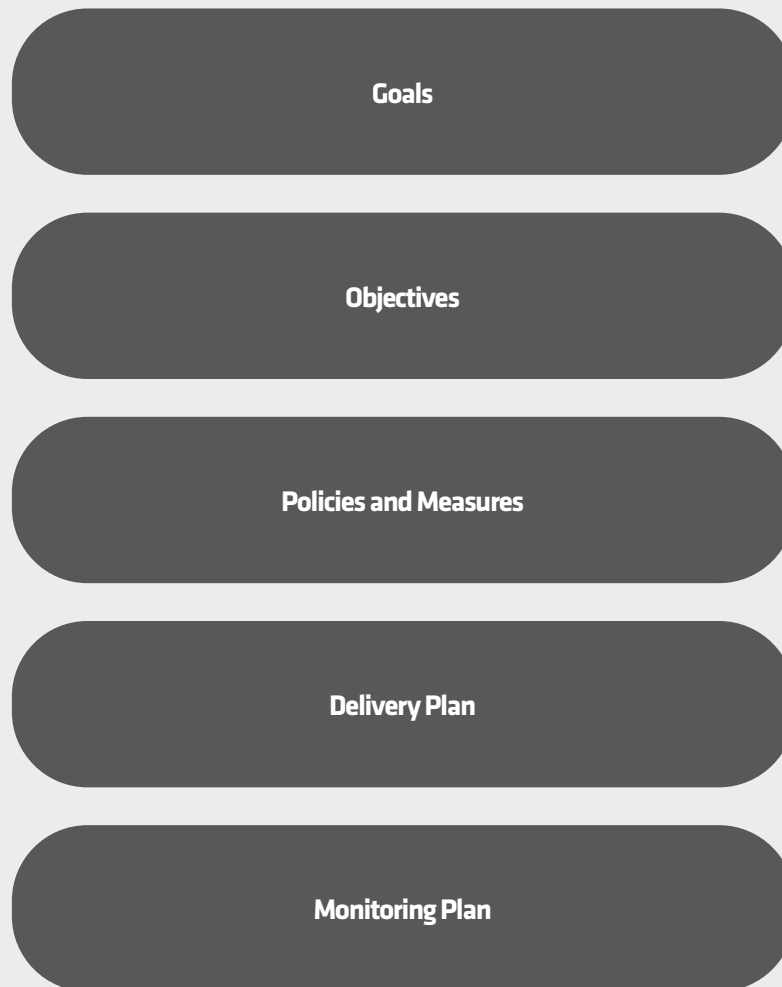 Goals
Objectives
Policies and Measures
Delivery Plan
Monitoring Plan